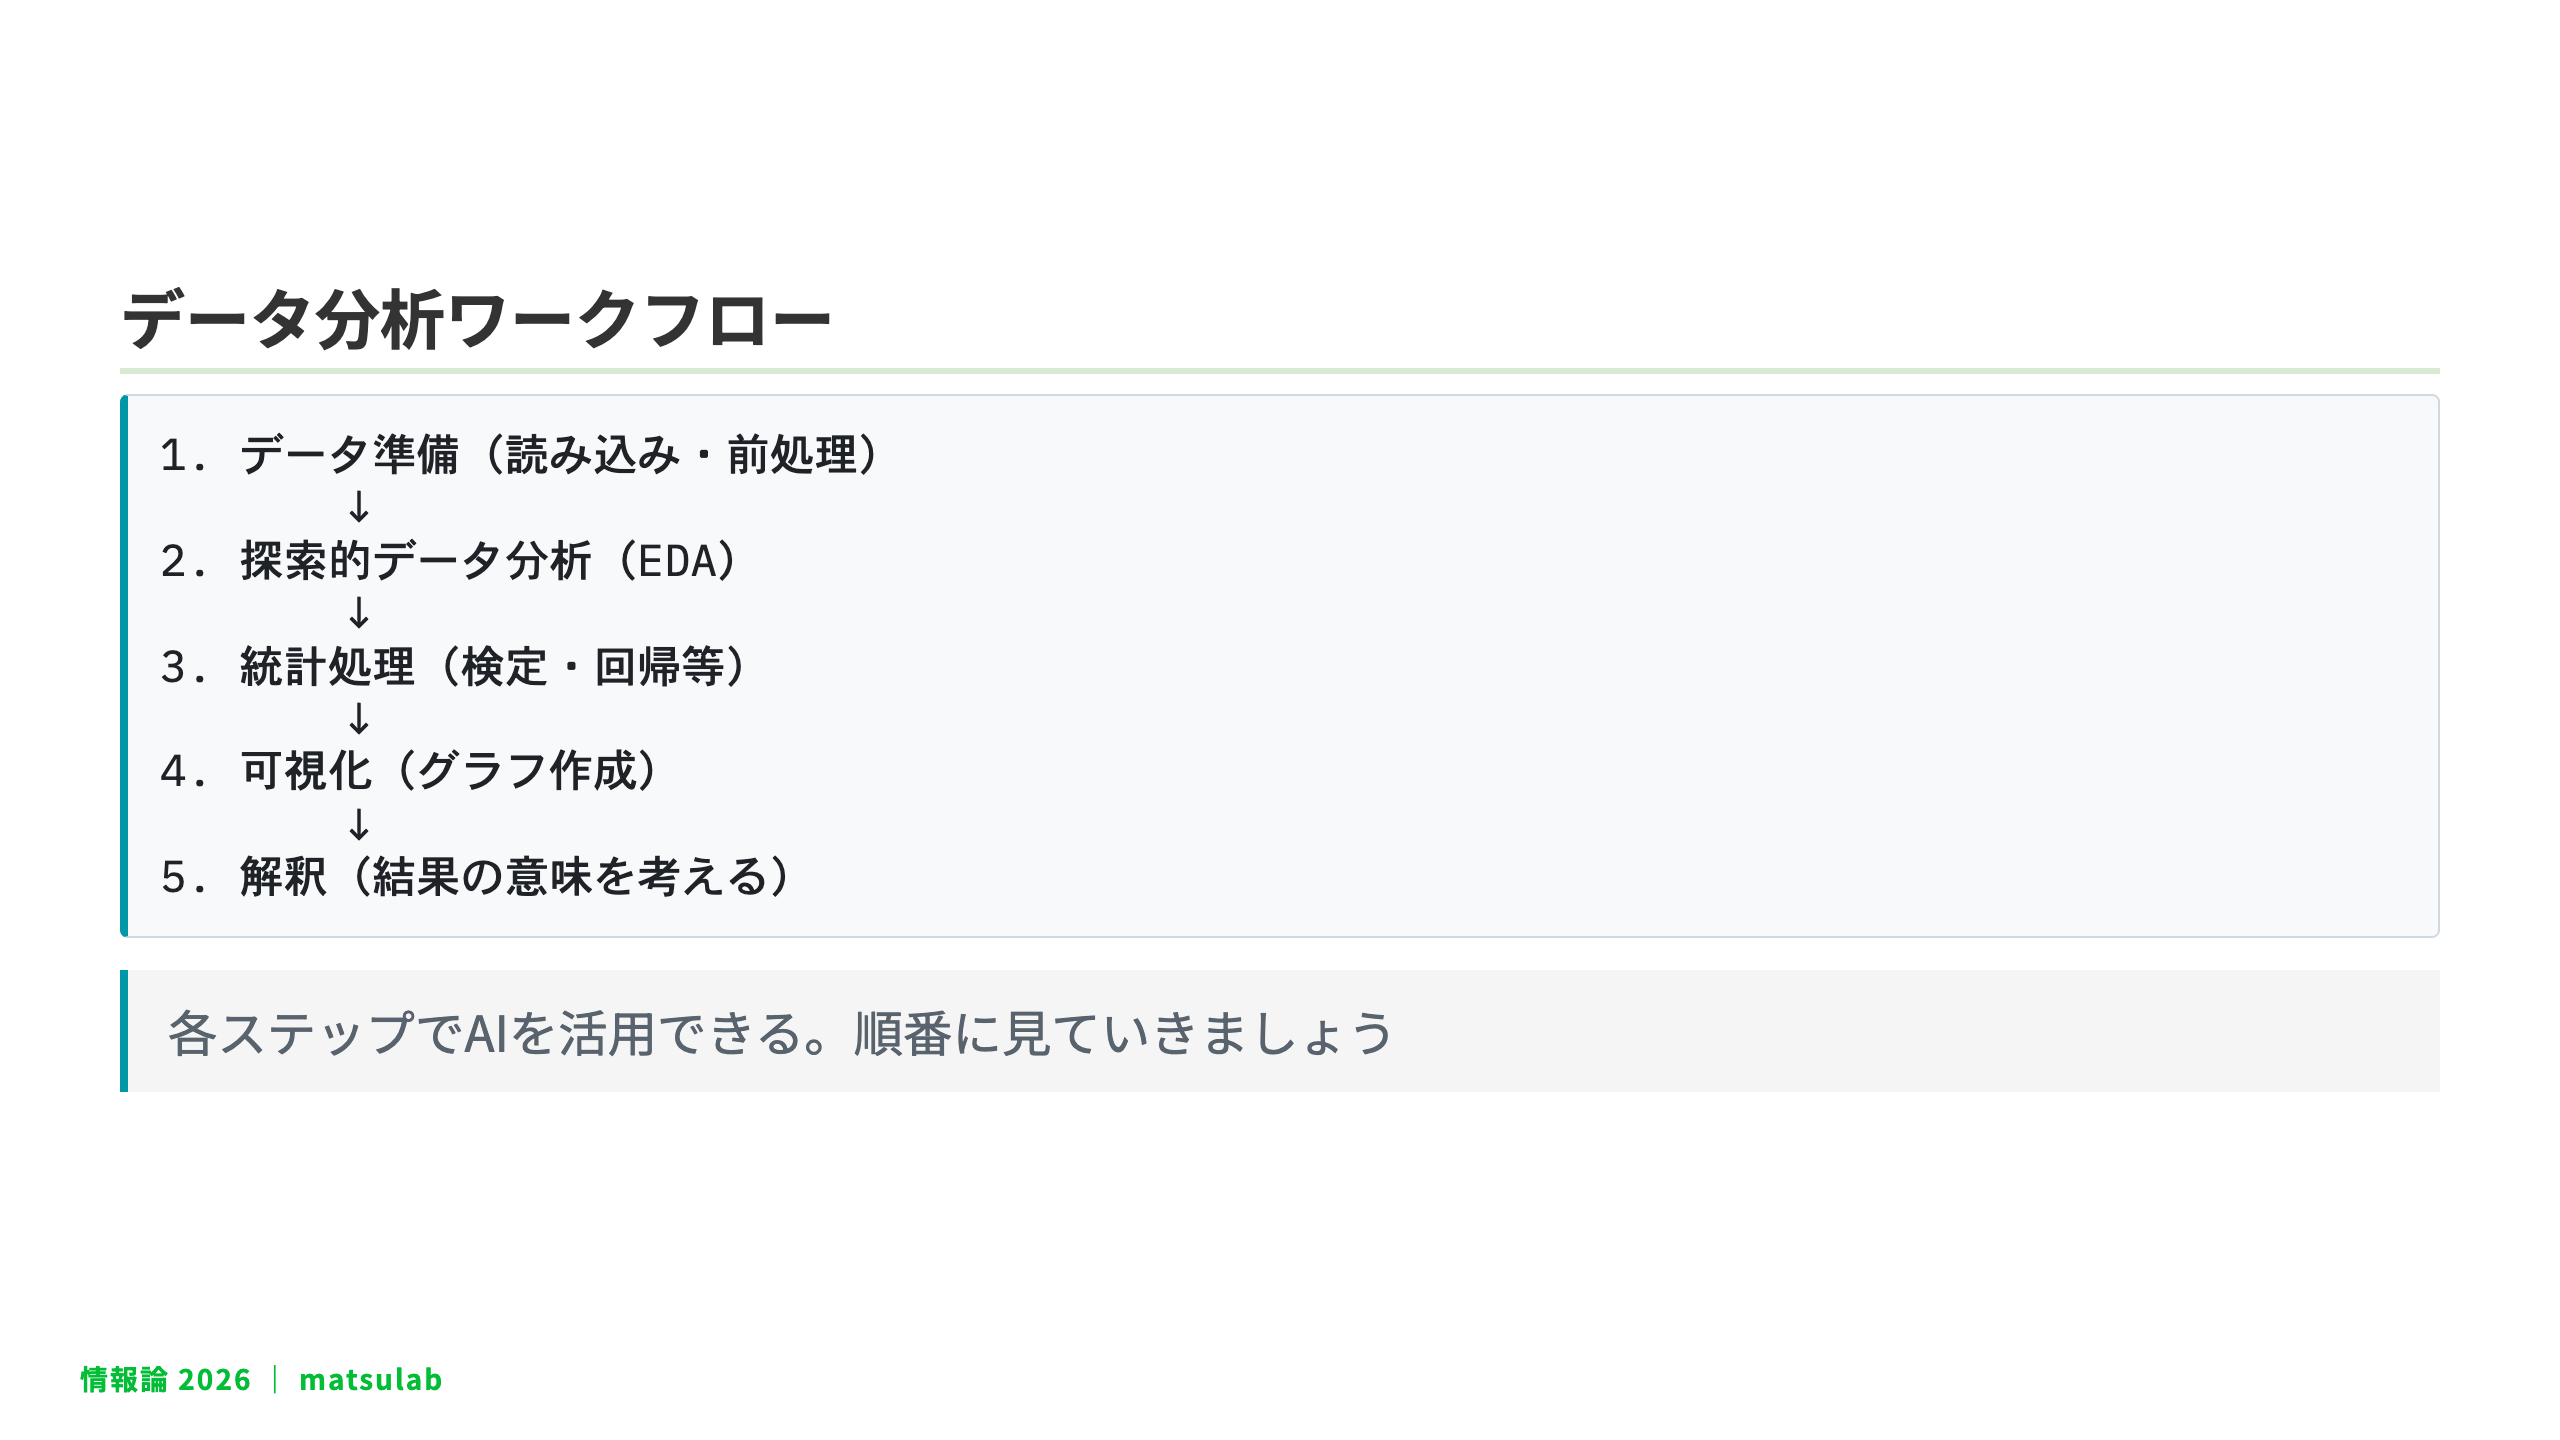 データ分析ワークフロー
1. データ準備（読み込み・前処理）
↓
2. 探索的データ分析（EDA）
↓
3. 統計処理（検定・回帰等）
↓
4. 可視化（グラフ作成）
↓
5. 解釈（結果の意味を考える）
各ステップでAIを活用できる。順番に見ていきましょう
情報論 2026 ｜ matsulab